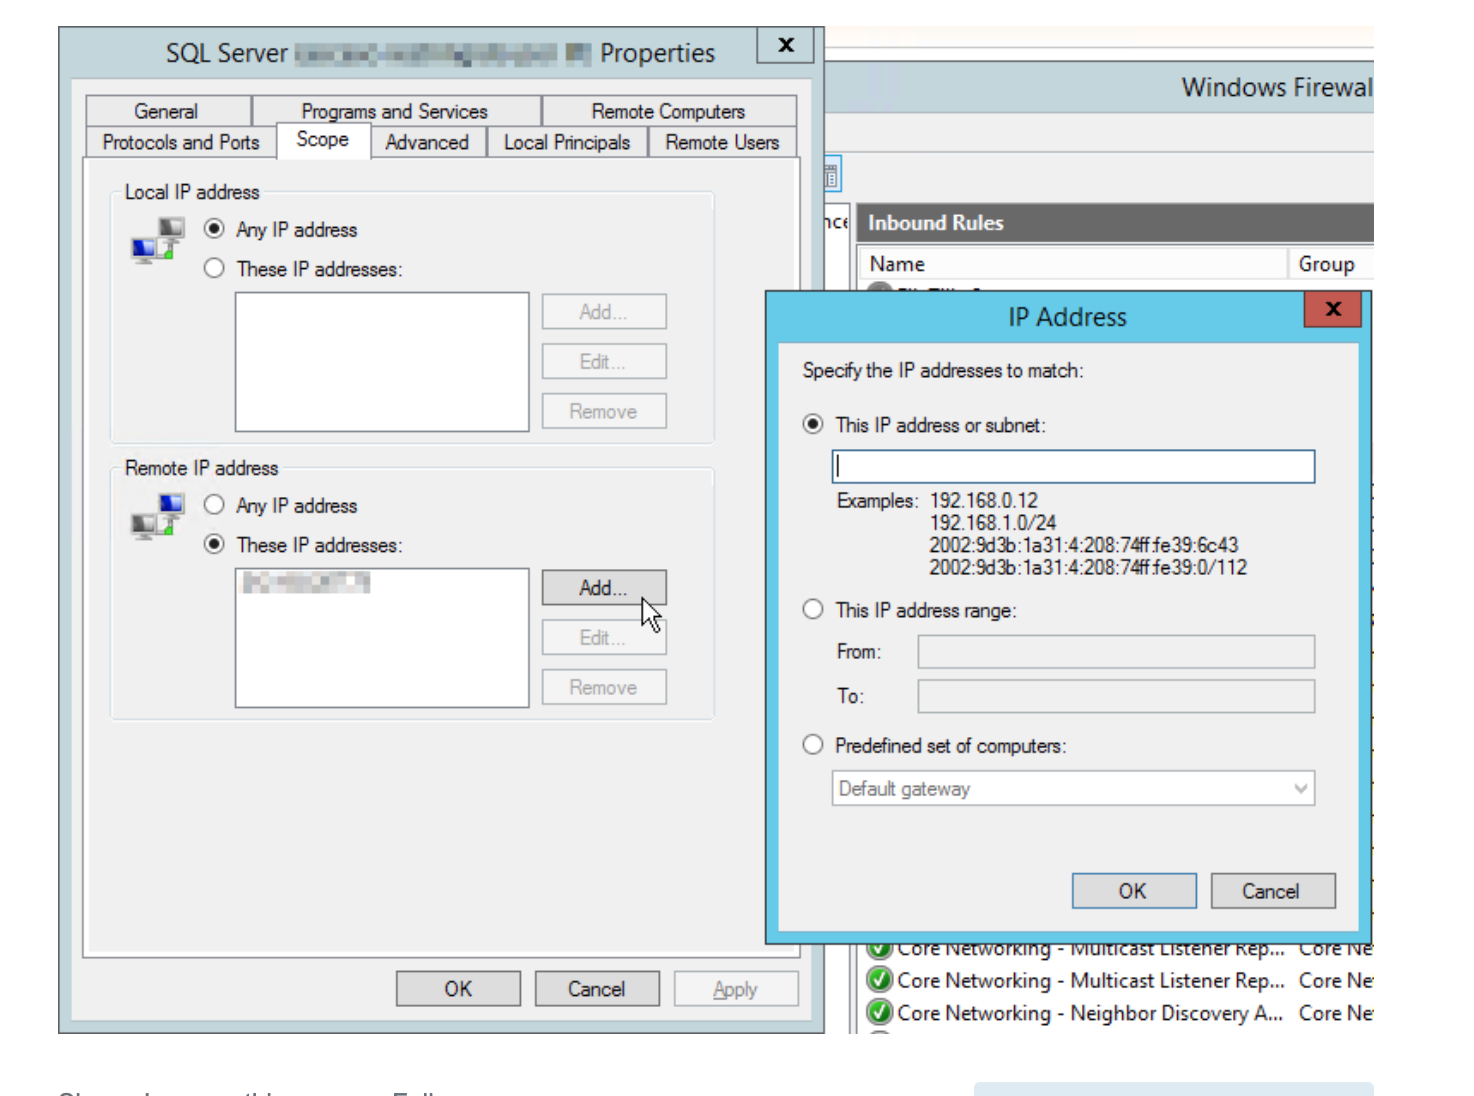 SQL Server Properties
x
General Programs and Services Remote Computers
Protocols and Ports Scope Advanced Local Principals Remote Users
Local IP address
Any IP address
These IP addresses:
Add...
Edit...
Remove
Remote IP address
Any IP address
These IP addresses:
Add...
Edit...
Remove
OK Cancel Apply
Windows Firewal
Inbound Rules
Name Group
IP Address
x
Specify the IP addresses to match:
This IP address or subnet:
Examples: 192.168.0.12
192.168.1.0/24
2002:9d3b:1a31:4:208:74ff:fe39:6c43
2002:9d3b:1a31:4:208:74ff:fe39:0/112
This IP address range:
From:
To:
Predefined set of computers:
Default gateway
OK Cancel
Core Networking - Multicast Listener Rep... Core Ne
Core Networking - Multicast Listener Rep... Core Ne
Core Networking - Neighbor Discovery A... Core Ne